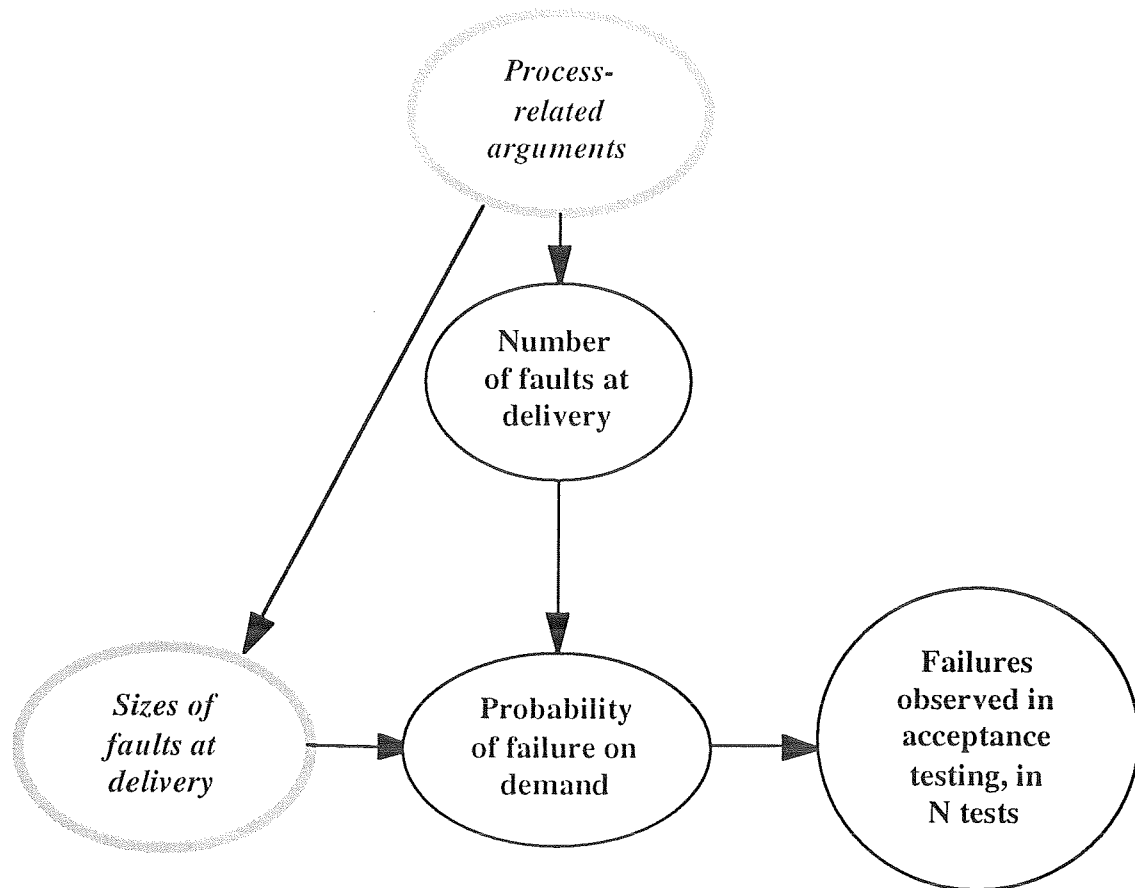 Process-
related
arguments
Number
of faults at
delivery
Sizes of
faults at
delivery
Probability
of failure on
demand
Failures
observed in
acceptance
testing, in
N tests